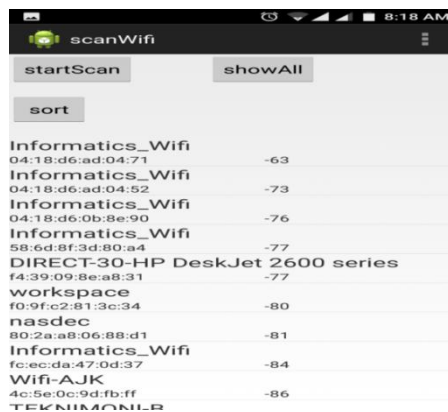 8:18 AM
scanWifi
startScan showAll
sort
Informatics_Wifi
04:18:d6:ad:04:71 -63
Informatics_Wifi
04:18:d6:ad:04:52 -73
Informatics_Wifi
04:18:d6:0b:8e:90 -76
Informatics_Wifi
58:6d:8f:3d:80:a4 -77
DIRECT-30-HP DeskJet 2600 series
f4:39:09:8e:a8:31 -77
workspace
f0:9f:c2:81:3c:34 -80
nasdec
80:2a:a8:06:88:d1 -81
Informatics_Wifi
fc:ec:da:47:0d:37 -84
Wifi-AJK
4c:5e:0c:9d:fb:ff -86
TEKNIMONI-B